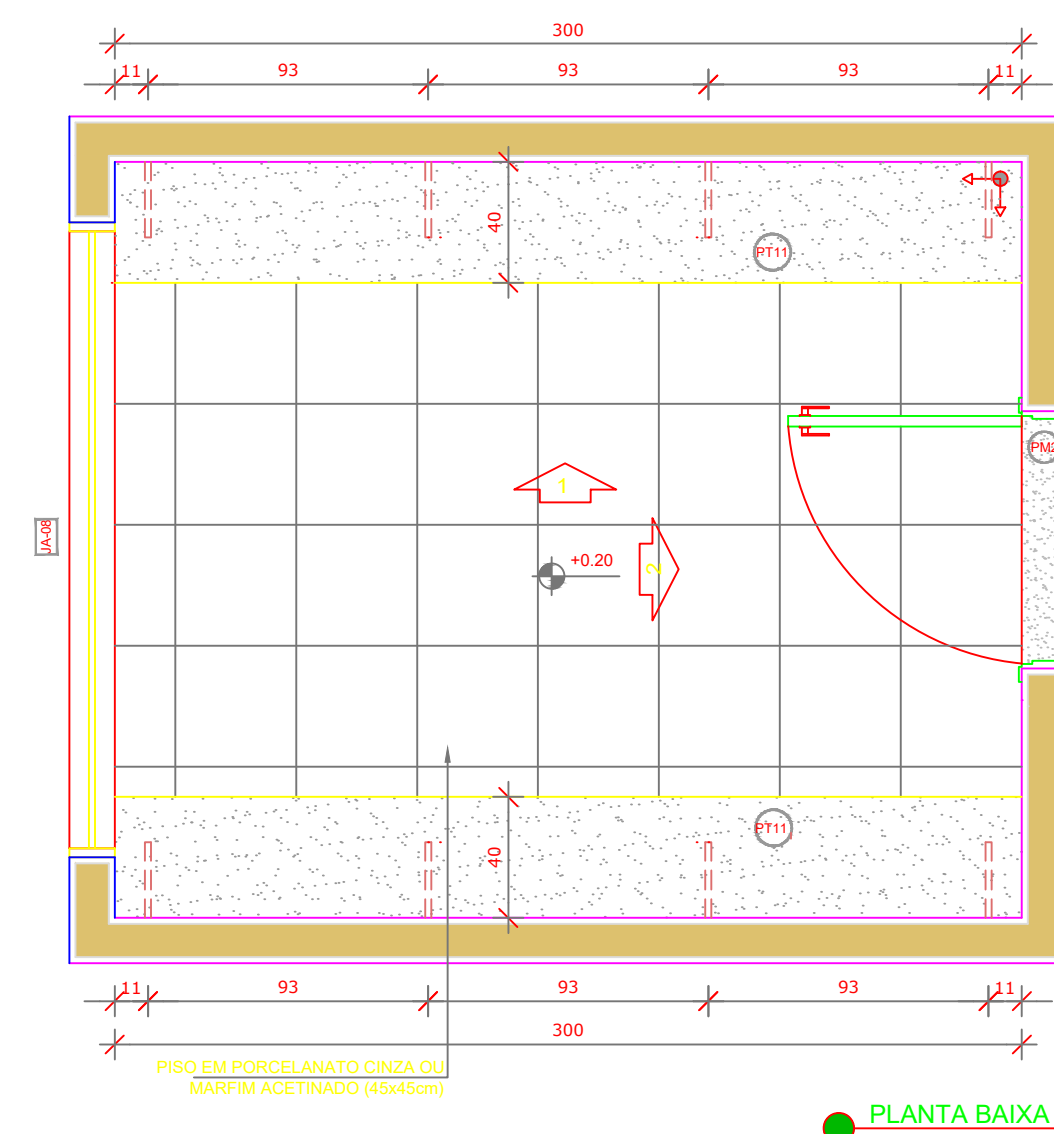 300
11 93 93 93 11
40
PT11
PM2
1
JA-08
+0.20
2
PT11
40
11 93 93 93 11
300
PISO EM PORCELANATO CINZA OU
MARFIM ACETINADO (45x45cm)
PLANTA BAIXA